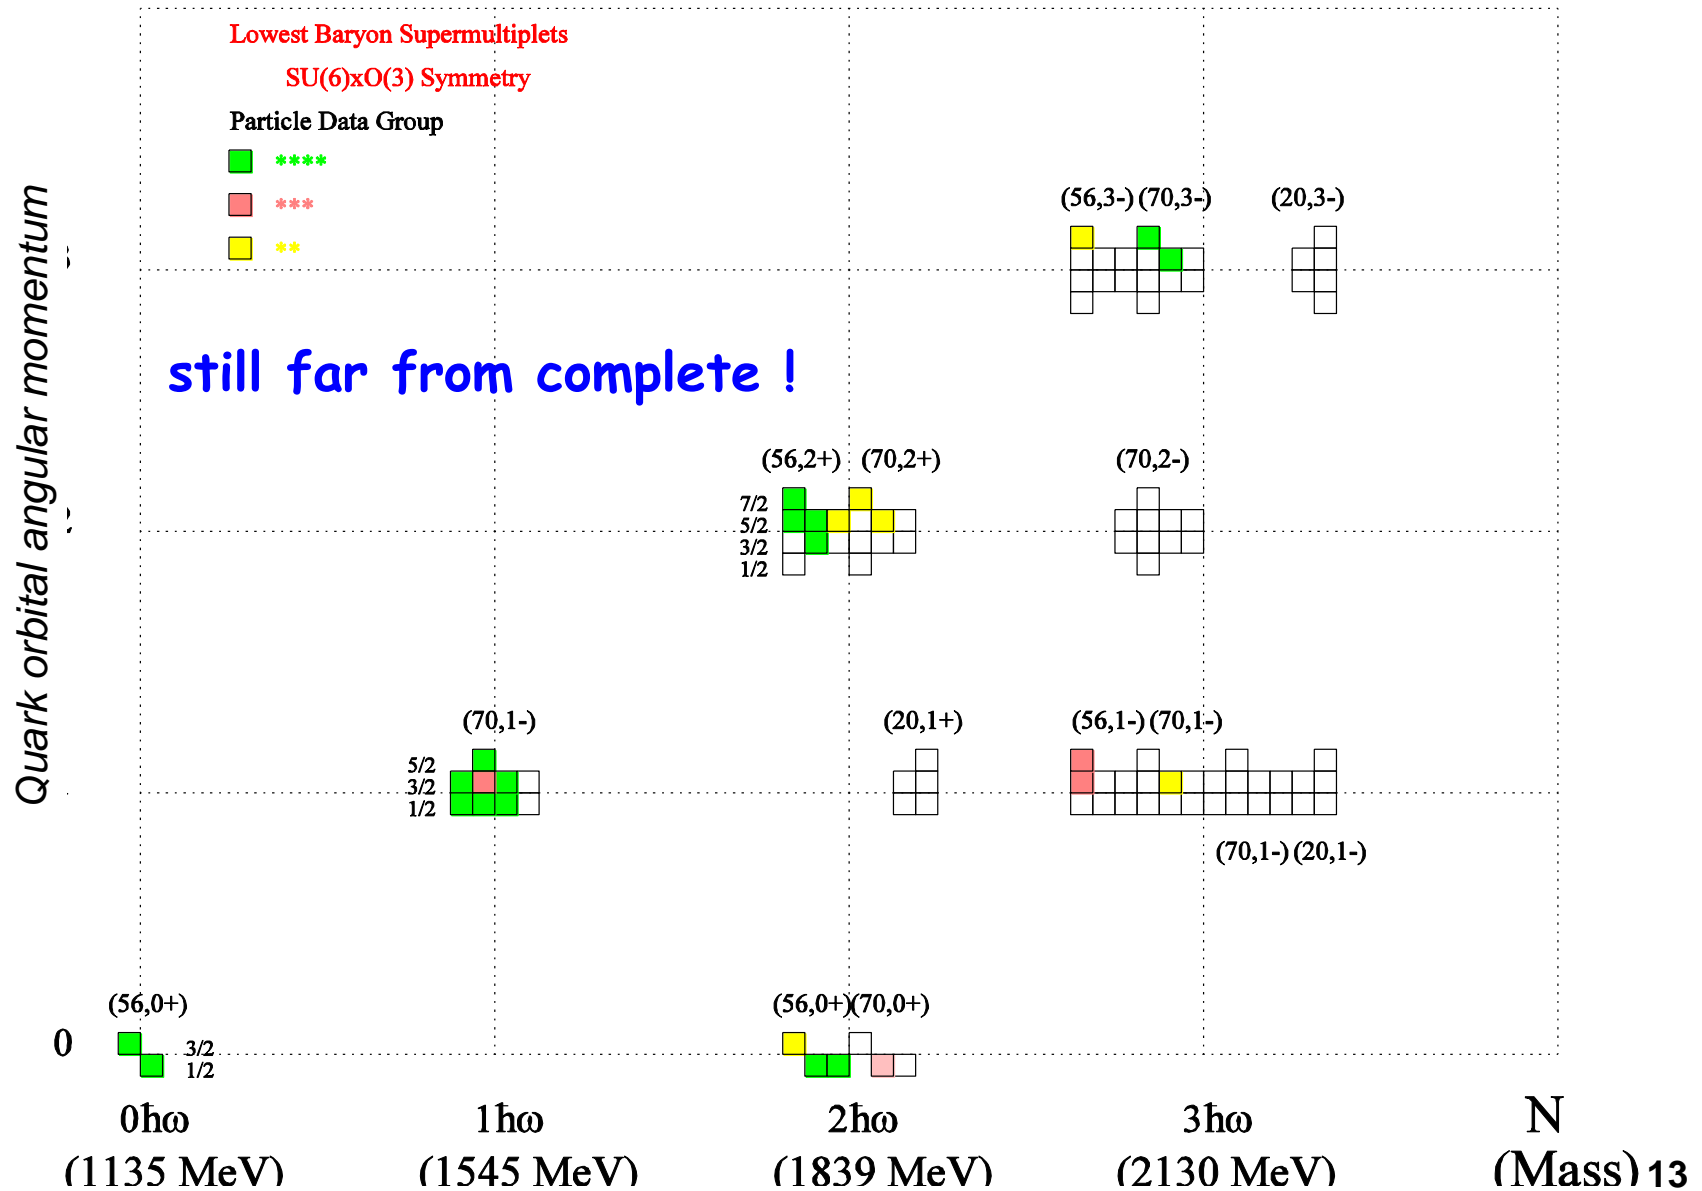 Lowest Baryon Supermultiplets
SU(6)xO(3) Symmetry
Particle Data Group
****
***
**
Quark orbital angular momentum
(56,3-) (70,3-) (20,3-)
still far from complete !
(56,2+) (70,2+) (70,2-)
7/2
5/2
3/2
1/2
(70,1-) (20,1+) (56,1-) (70,1-)
5/2
3/2
1/2
(70,1-) (20,1-)
(56,0+) (56,0+) (70,0+)
0
3/2
1/2
0ħω 1ħω 2ħω 3ħω N
(1135 MeV) (1545 MeV) (1839 MeV) (2130 MeV) (Mass) 13